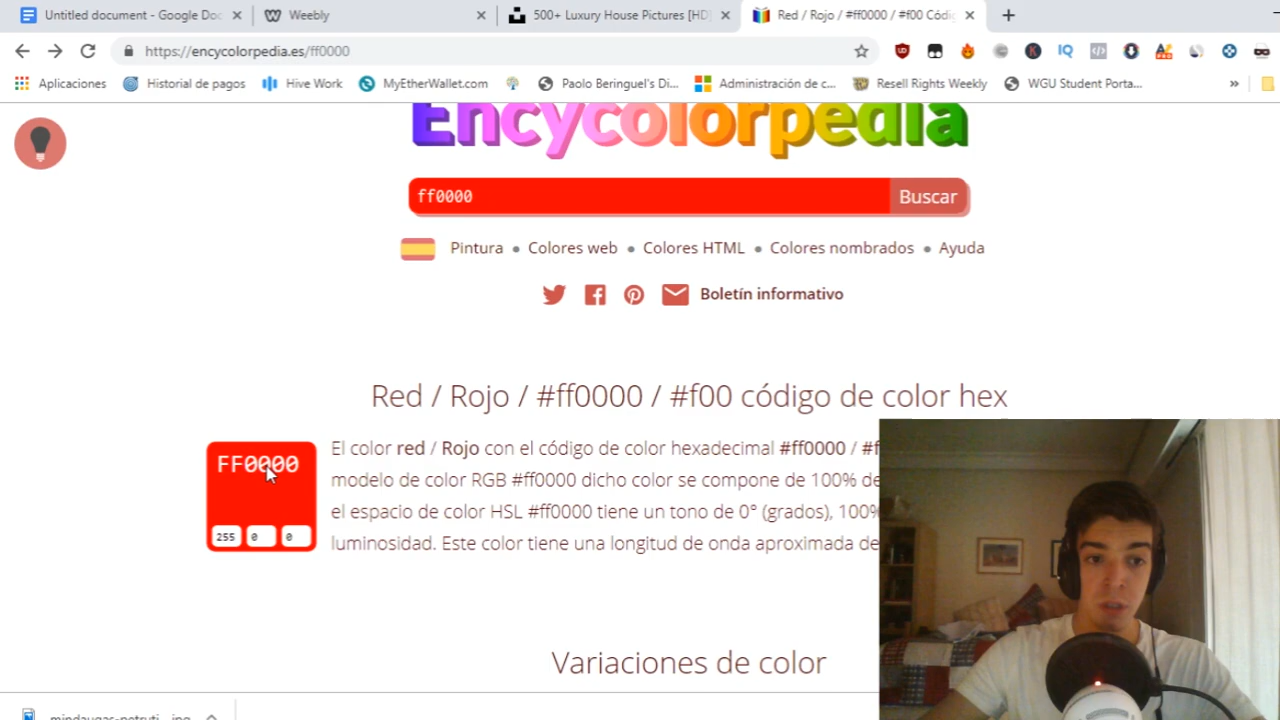 Untitled document - Google Doc
Weebly
500+ Luxury House Pictures [HD]
Red / Rojo / #ff0000 / #f00 Códi
https://encycolorpedia.es/ff0000
Aplicaciones
Historial de pagos
Hive Work
MyEtherWallet.com
Paolo Beringuel's Di...
Administración de c...
Resell Rights Weekly
WGU Student Porta...
Encycolorpedia
ff0000
Buscar
Pintura • Colores web • Colores HTML • Colores nombrados • Ayuda
Boletín informativo
Red / Rojo / #ff0000 / #f00 código de color hex
FF0000
255 0 0
El color red / Rojo con el código de color hexadecimal #ff0000 / #f
modelo de color RGB #ff0000 dicho color se compone de 100% de
el espacio de color HSL #ff0000 tiene un tono de 0° (grados), 100%
luminosidad. Este color tiene una longitud de onda aproximada de
Variaciones de color